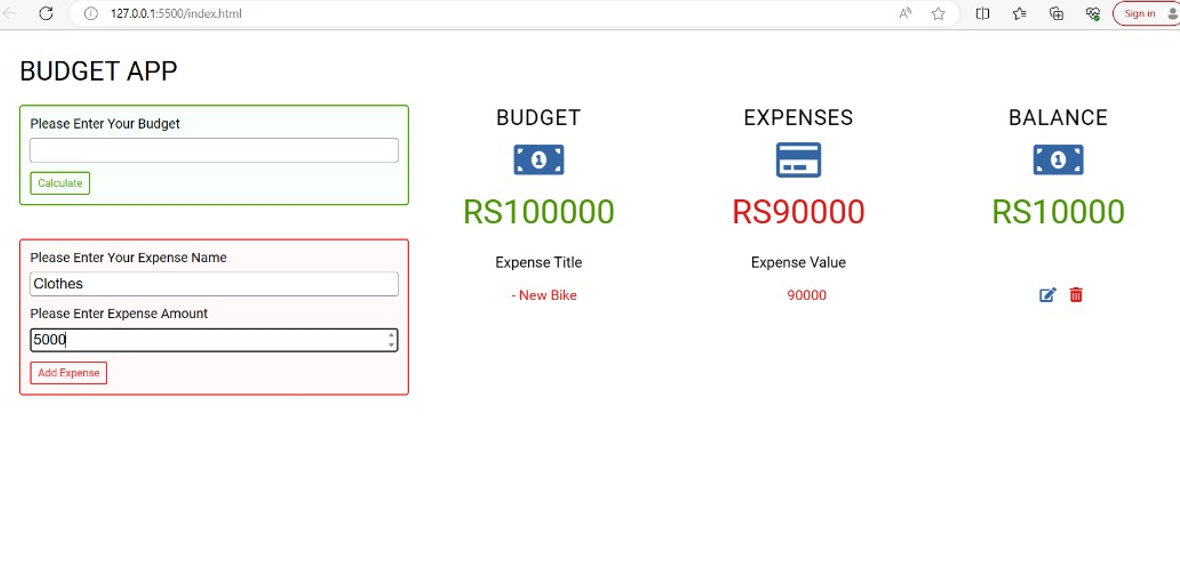 127.0.0.1:5500/index.html
Sign in
BUDGET APP
Please Enter Your Budget
Calculate
Please Enter Your Expense Name
Clothes
Please Enter Expense Amount
5000
Add Expense
BUDGET EXPENSES BALANCE
1 1
RS100000 RS90000 RS10000
Expense Title Expense Value
- New Bike 90000